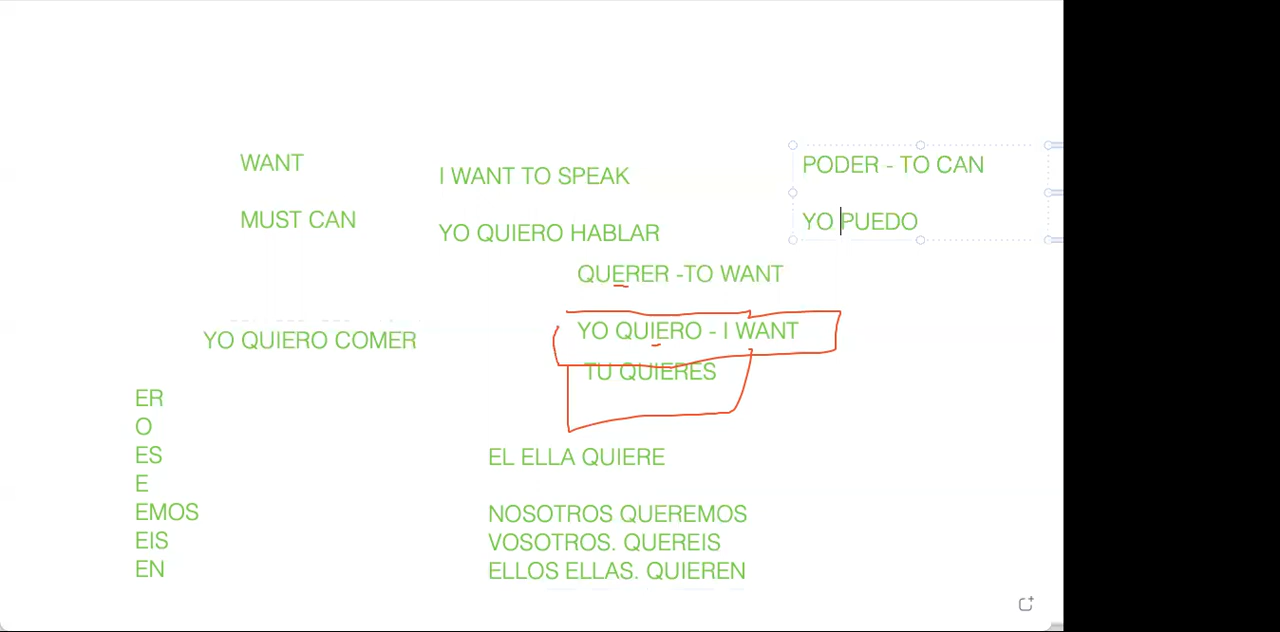 WANT
MUST CAN
I WANT TO SPEAK
YO QUIERO HABLAR
PODER - TO CAN
YO PUEDO
QUERER -TO WANT
YO QUIERO - I WANT
TU QUIERES
YO QUIERO COMER
ER
O
ES
E
EMOS
EIS
EN
EL ELLA QUIERE
NOSOTROS QUEREMOS
VOSOTROS. QUEREIS
ELLOS ELLAS. QUIEREN